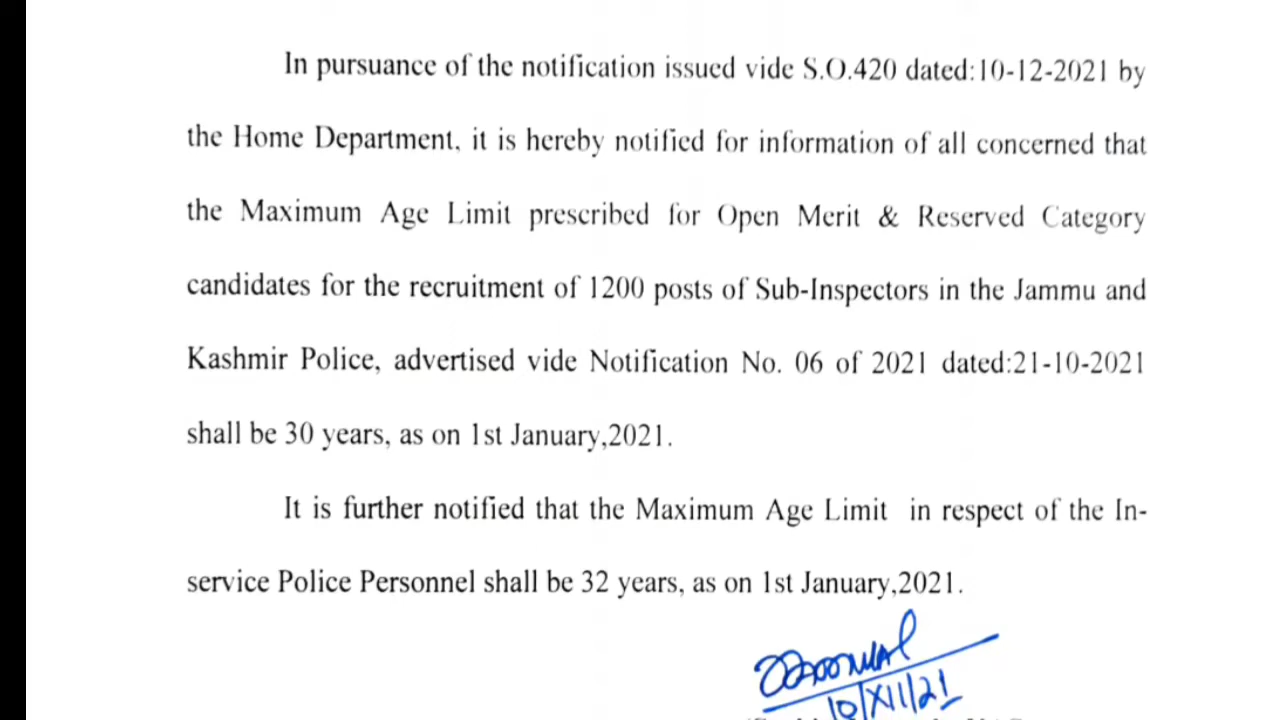 In pursuance of the notification issued vide S.O.420 dated:10-12-2021 by
the Home Department, it is hereby notified for information of all concerned that
the Maximum Age Limit prescribed for Open Merit & Reserved Category
candidates for the recruitment of 1200 posts of Sub-Inspectors in the Jammu and
Kashmir Police, advertised vide Notification No. 06 of 2021 dated:21-10-2021
shall be 30 years, as on 1st January,2021.
It is further notified that the Maximum Age Limit in respect of the In-
service Police Personnel shall be 32 years, as on 1st January,2021.
10/XII/21